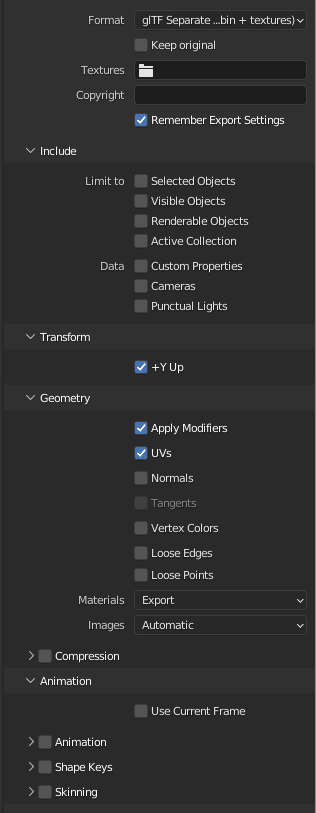 Format glTF Separate ...bin + textures)
Keep original
Textures
Copyright
Remember Export Settings
Include
Limit to Selected Objects
Visible Objects
Renderable Objects
Active Collection
Data Custom Properties
Cameras
Punctual Lights
Transform
+Y Up
Geometry
Apply Modifiers
UVs
Normals
Tangents
Vertex Colors
Loose Edges
Loose Points
Materials Export
Images Automatic
Compression
Animation
Use Current Frame
Animation
Shape Keys
Skinning